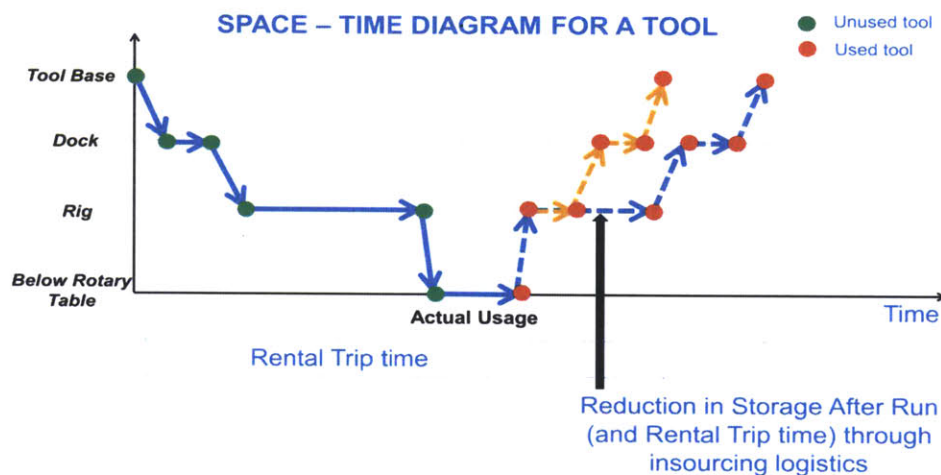 SPACE – TIME DIAGRAM FOR A TOOL
Unused tool
Used tool
Tool Base
Dock
Rig
Below Rotary
Table
Actual Usage
Time
Rental Trip time
Reduction in Storage After Run
(and Rental Trip time) through
insourcing logistics